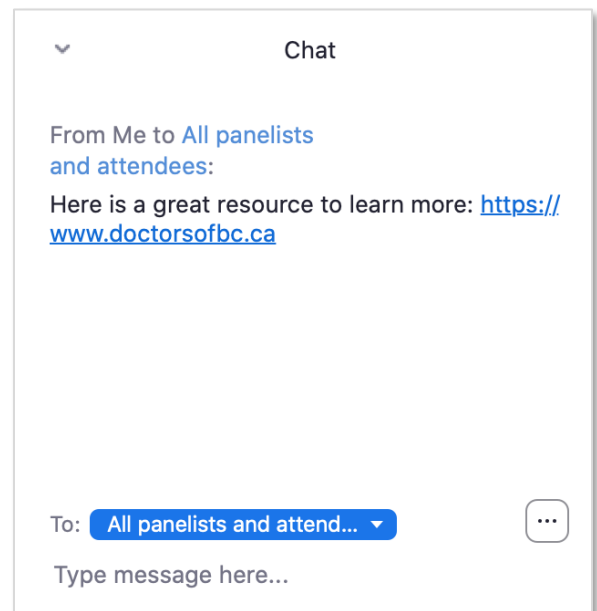 Chat
From Me to All panelists
and attendees:
Here is a great resource to learn more: https://
www.doctorsofbc.ca
To: All panelists and attend...
Type message here...